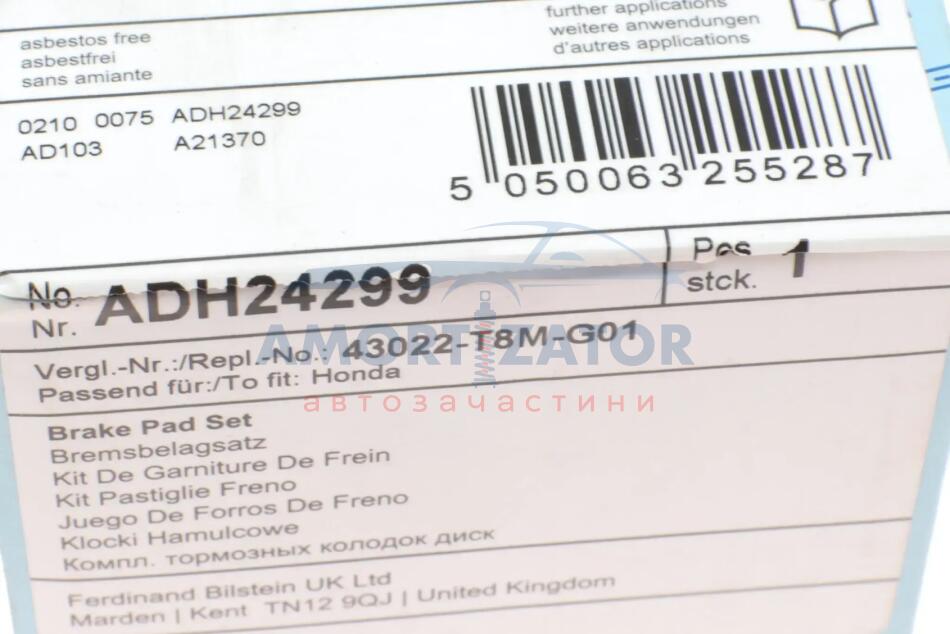 further applications
weitere anwendungen
d'autres applications
asbestos free
asbestfrei
sans amiante
0210 0075 ADH24299
AD103 A21370
5 050063 255287
No. Nr. ADH24299
Pcs stck. 1
Vergl.-Nr.:/Repl.-No.: 43022-T8M-G01
Passend für:/To fit: Honda
AMORTIZATOR
автозачастини
Brake Pad Set
Bremsbelagsatz
Kit De Garniture De Frein
Kit Pastiglie Freno
Juego De Forros De Freno
Klocki Hamulcowe
Компл. тормозных колодок диск
Ferdinand Bilstein UK Ltd
Marden | Kent TN12 9QJ | United Kingdom